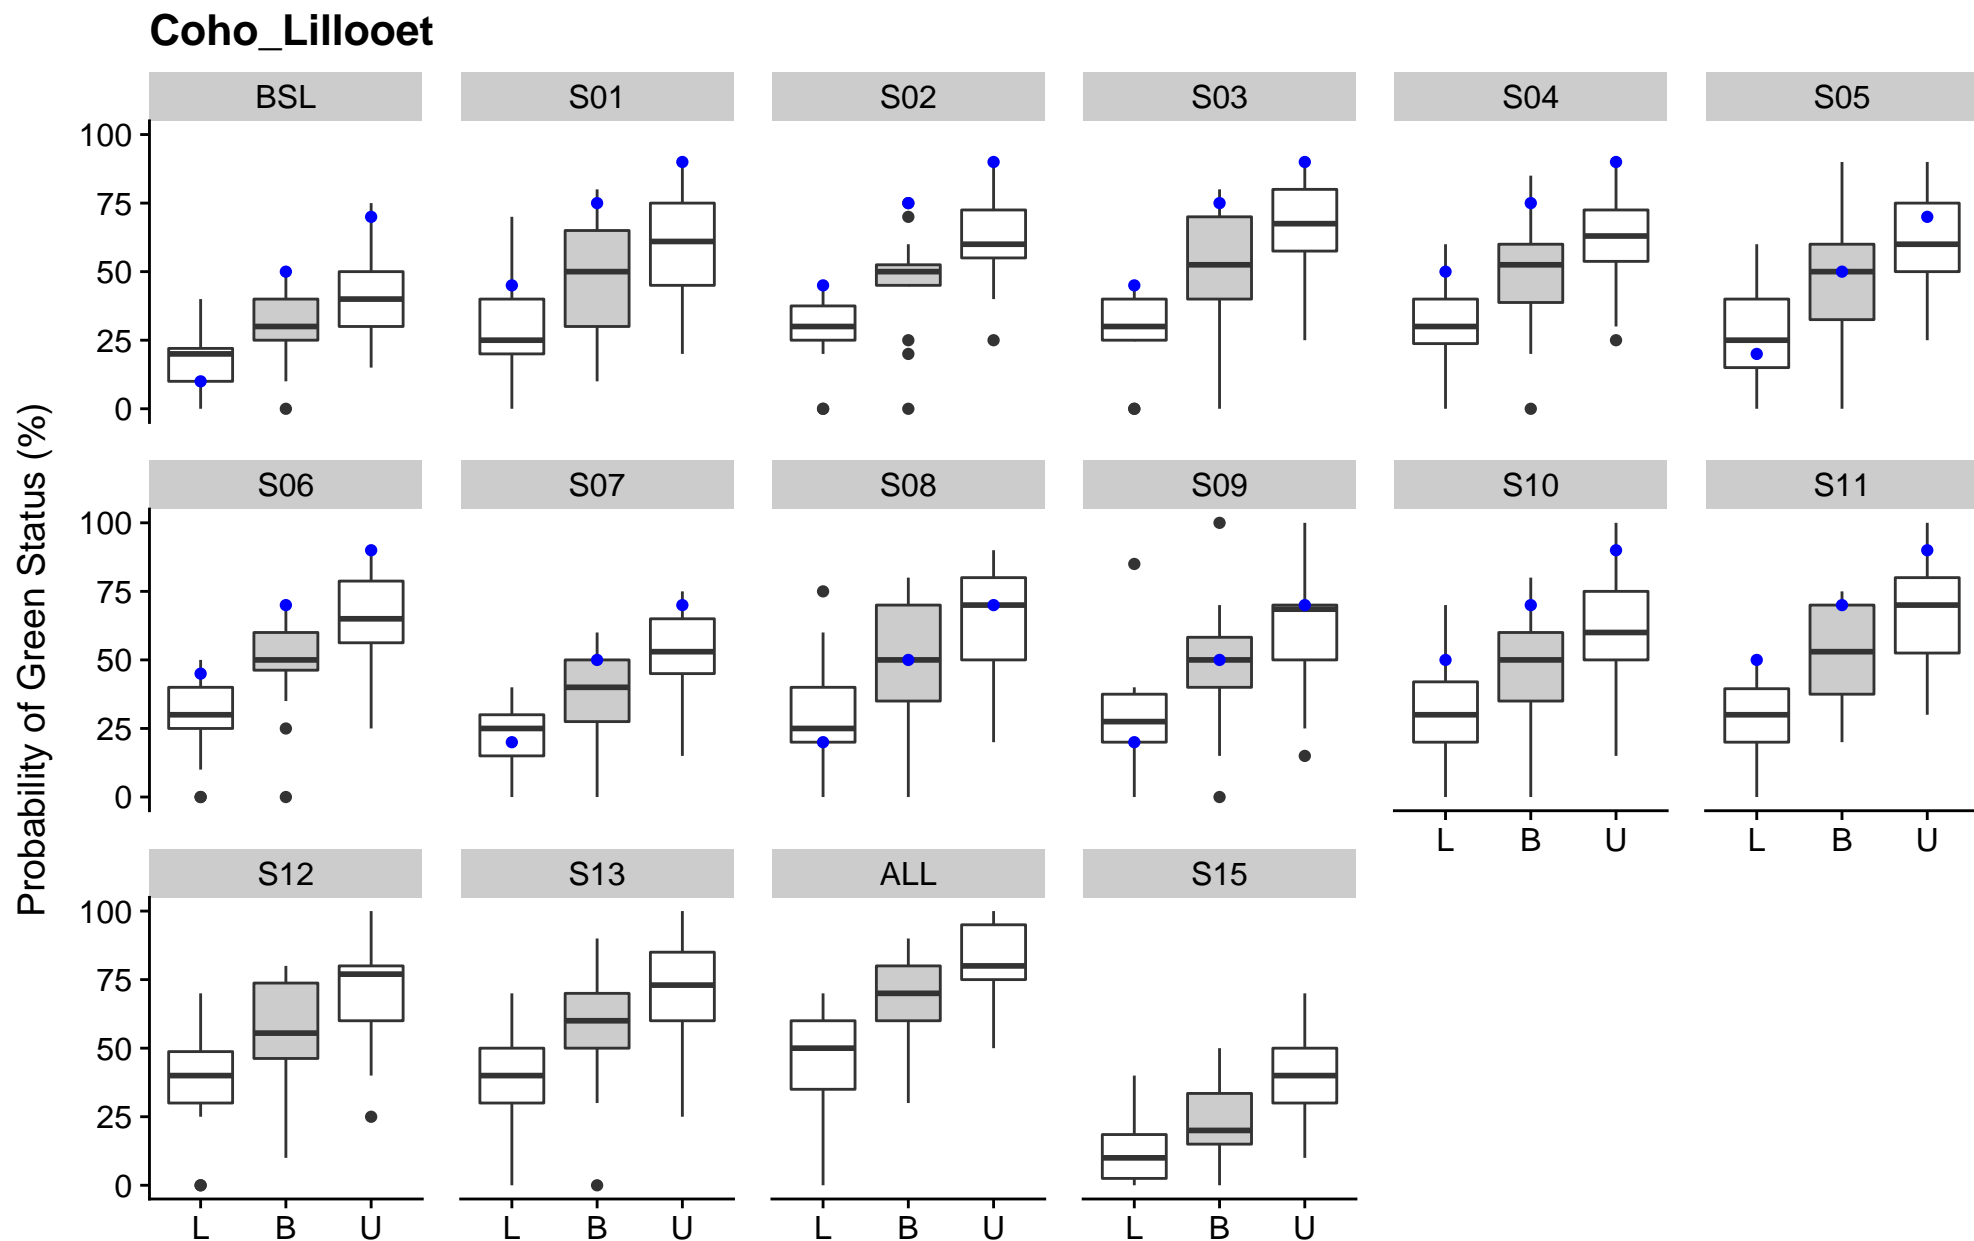 Coho_Lillooet
BSL S01 S02 S03 S04 S05
100
75
50
25
0
S06 S07 S08 S09 S10 S11
100
75
50
25
0
L B U L B U
S12 S13 ALL S15
100
75
50
25
0
L B U L B U L B U L B U
Probability of Green Status (%)